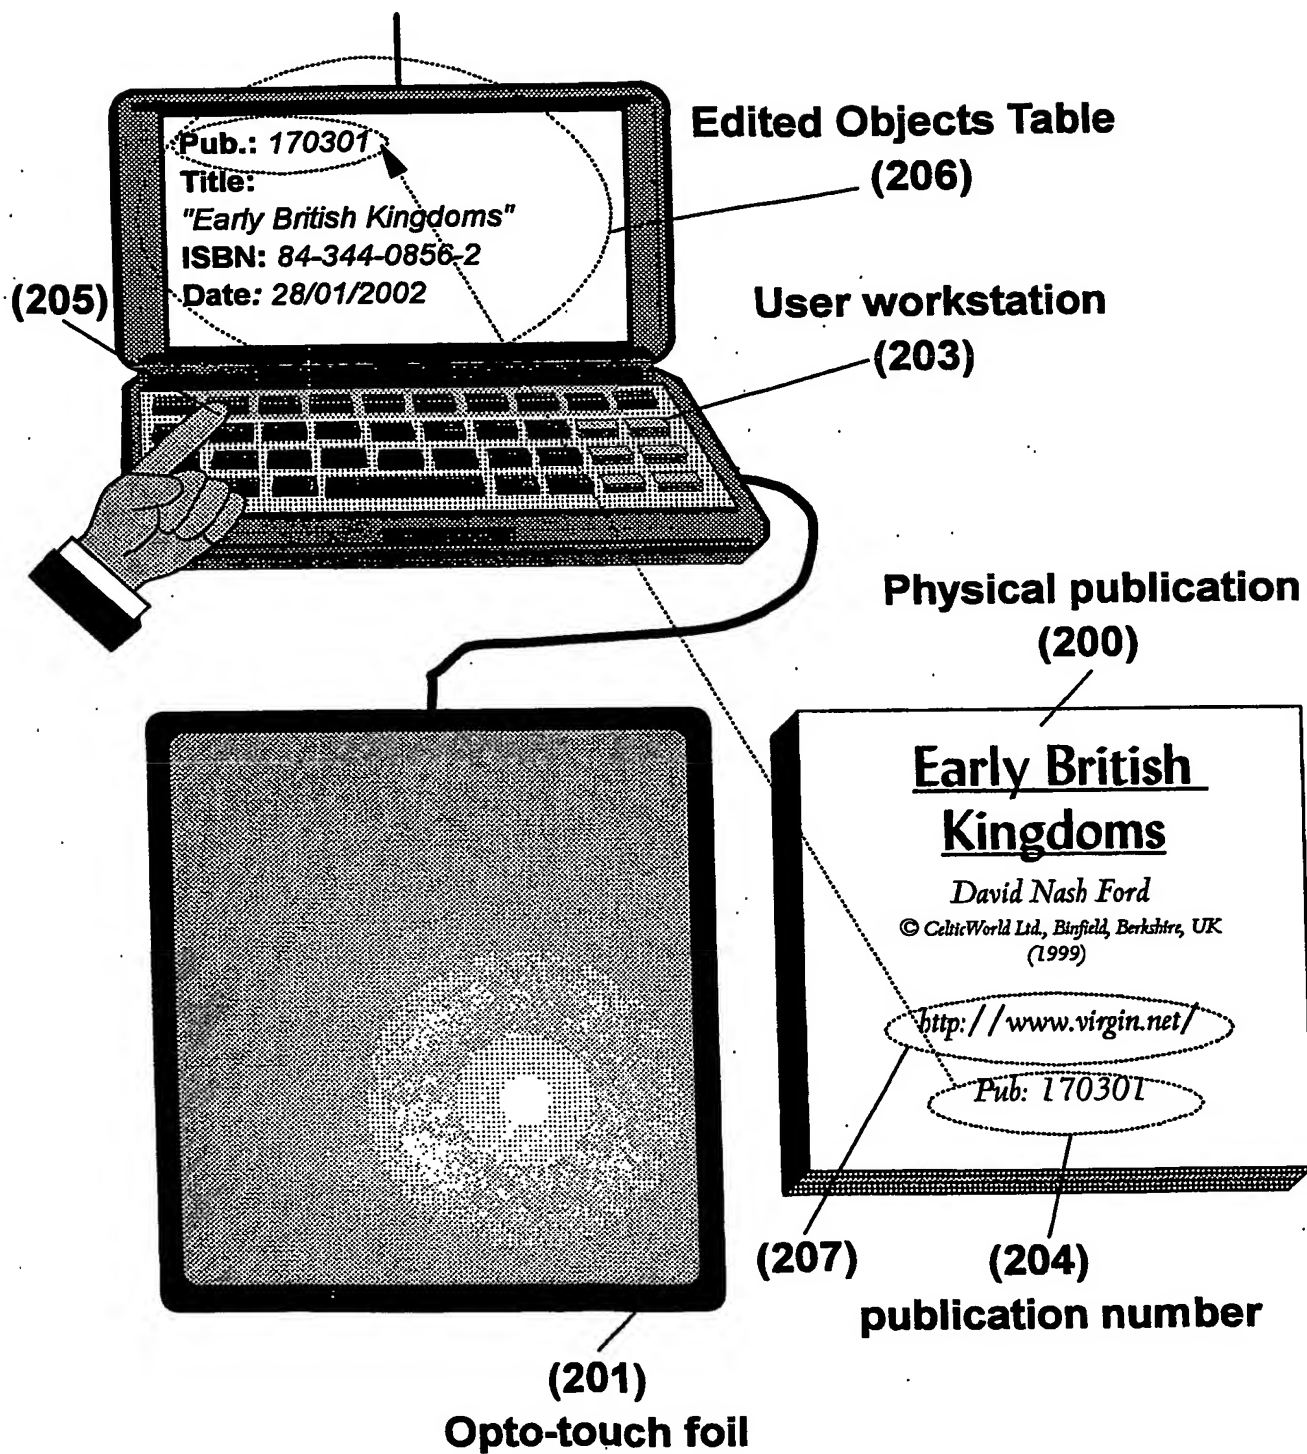 Pub.: 170301
Title:
"Early British Kingdoms"
ISBN: 84-344-0856-2
Date: 28/01/2002
Edited Objects Table
(206)
(205)
User workstation
(203)
Physical publication
(200)
Early British
Kingdoms
David Nash Ford
© CelticWorld Ltd., Binfield, Berkshire, UK
(1999)
http://www.virgin.net/
Pub: 170301
(207)
(204)
publication number
(201)
Opto-touch foil